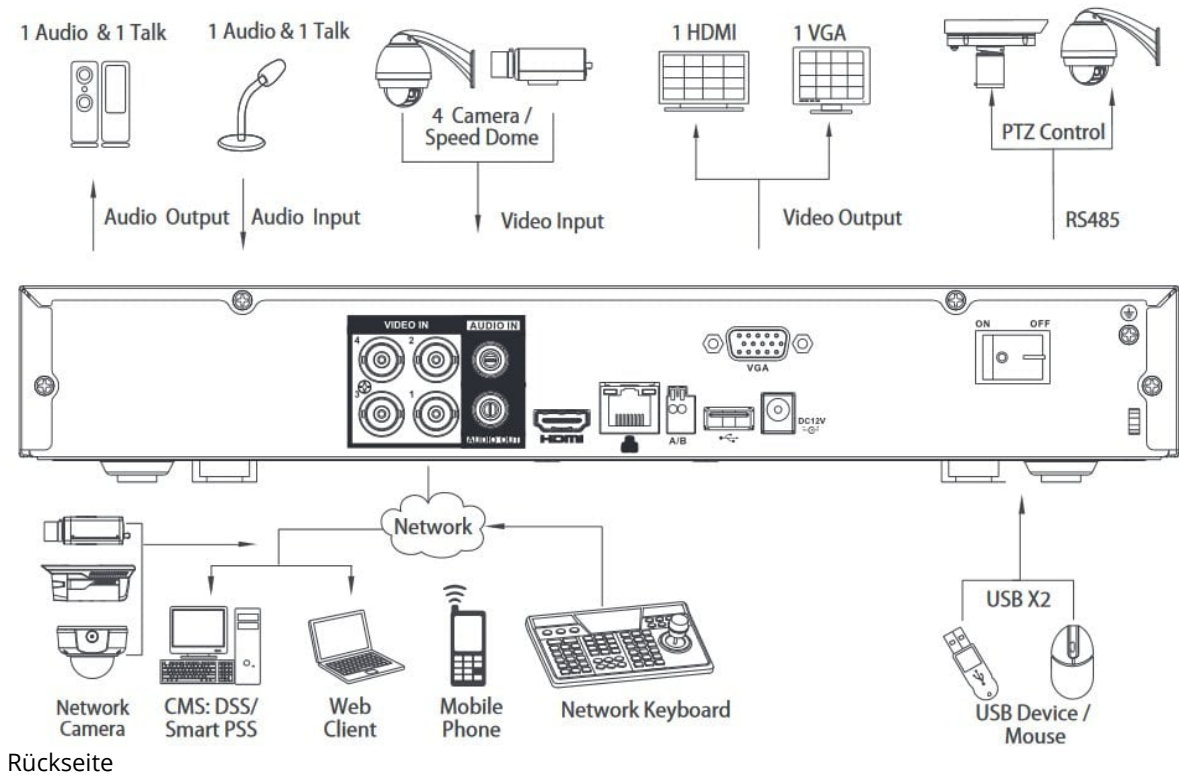 1 Audio & 1 Talk
1 Audio & 1 Talk
4 Camera /
Speed Dome
1 HDMI
1 VGA
PTZ Control
Audio Output
Audio Input
Video Input
Video Output
RS485
VIDEO IN
AUDIO IN
4
2
3
1
AUDIO OUT
HDMI
VGA
A/B
DC12V
ON
OFF
Network
USB X2
Network
Camera
CMS: DSS/
Smart PSS
Web
Client
Mobile
Phone
Network Keyboard
USB Device /
Mouse
Rückseite